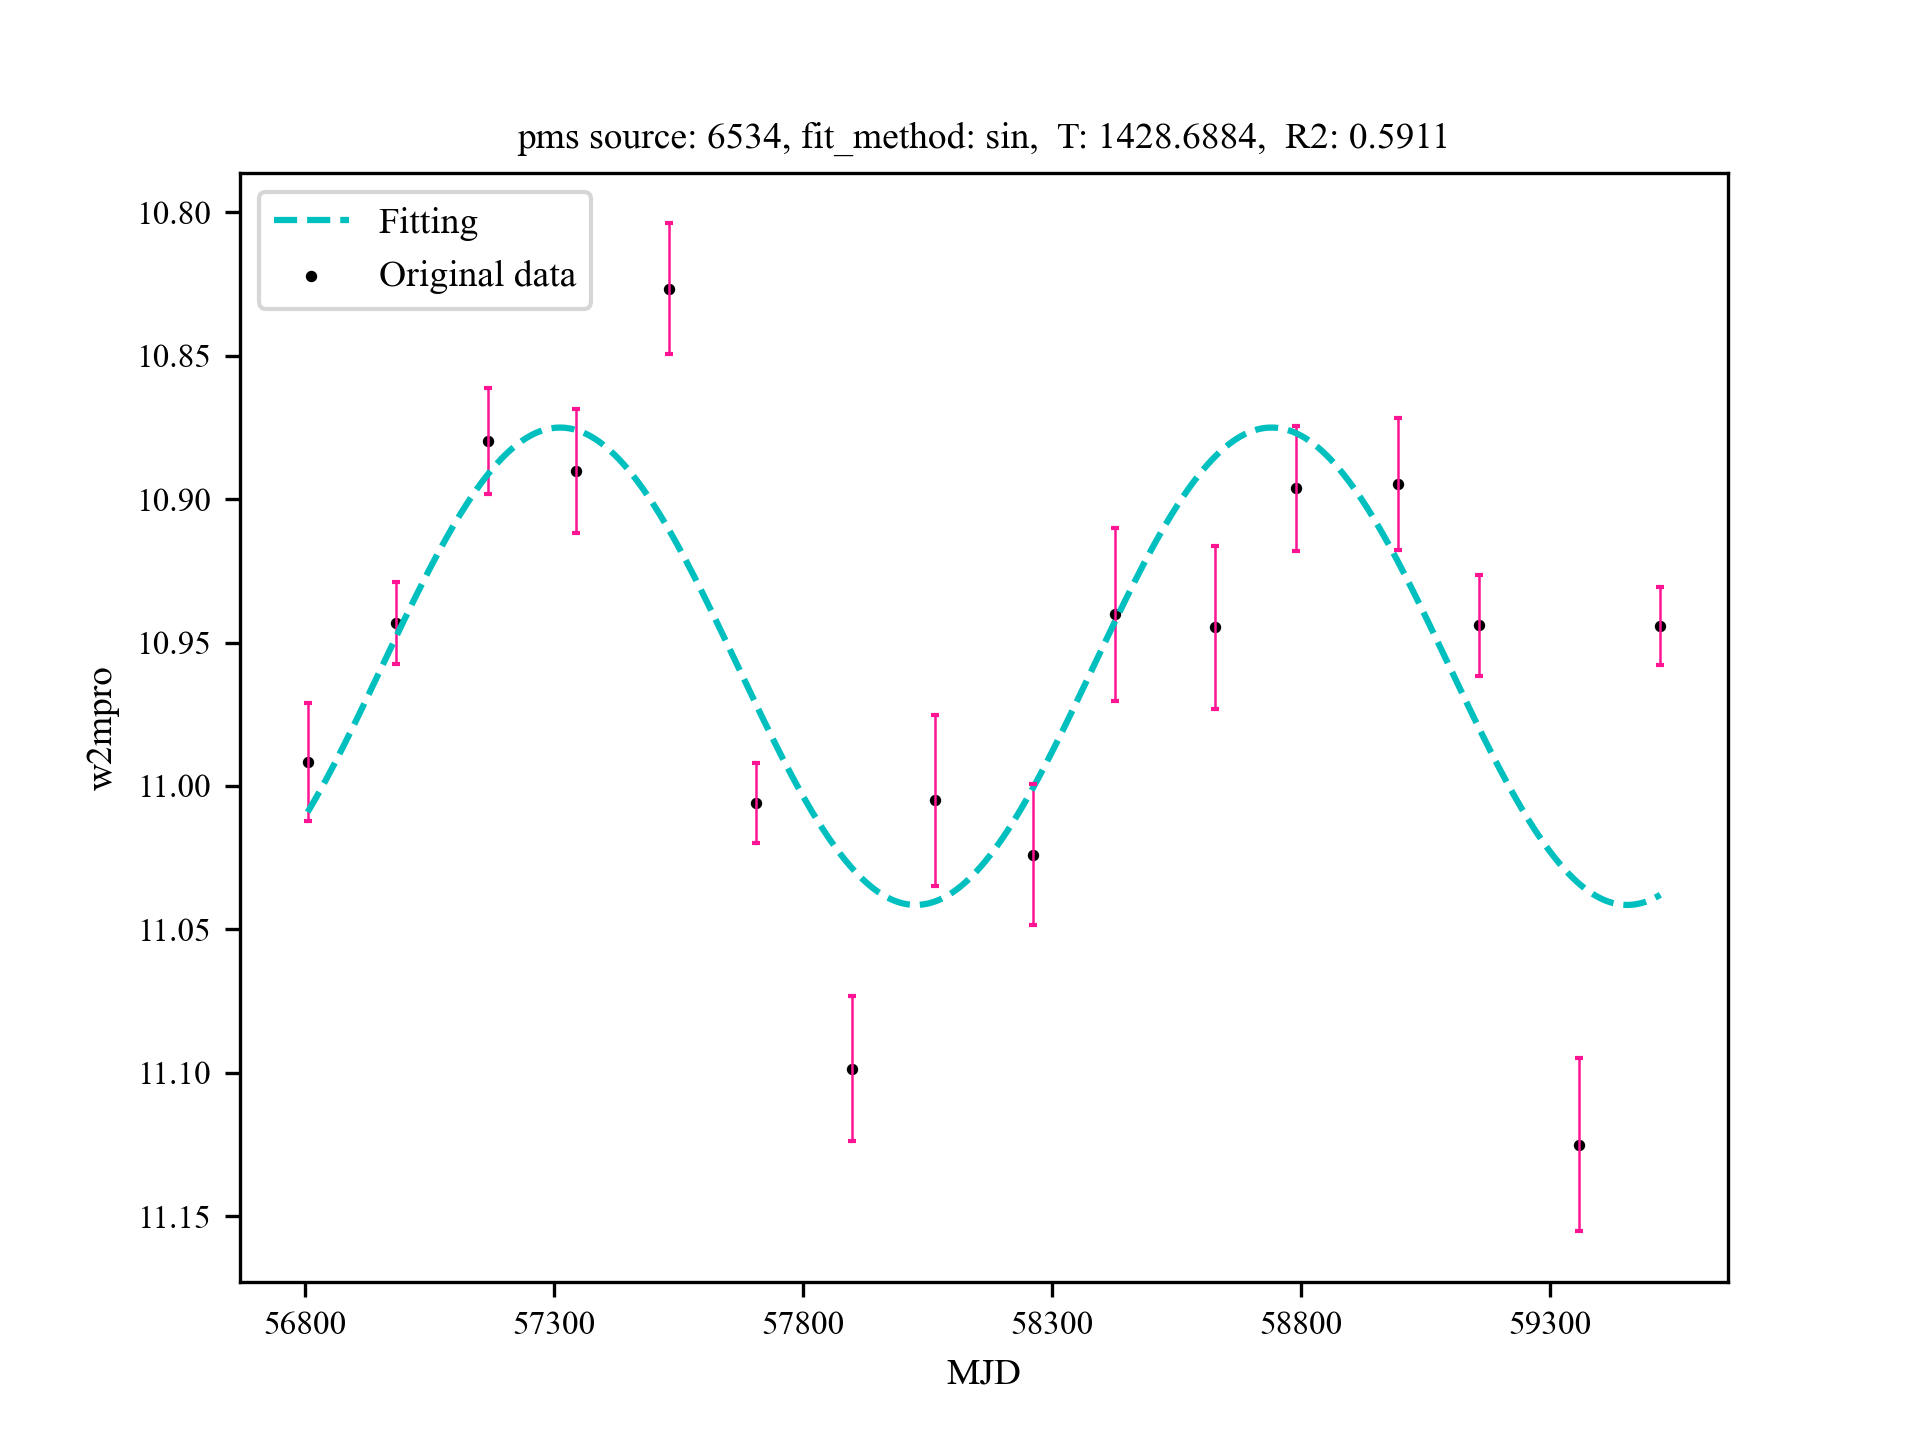 pms source: 6534, fit_method: sin,  T: 1428.6884,  R2: 0.5911
Fitting
Original data
10.80
10.85
10.90
10.95
11.00
11.05
11.10
11.15
w2mpro
56800
57300
57800
58300
58800
59300
MJD